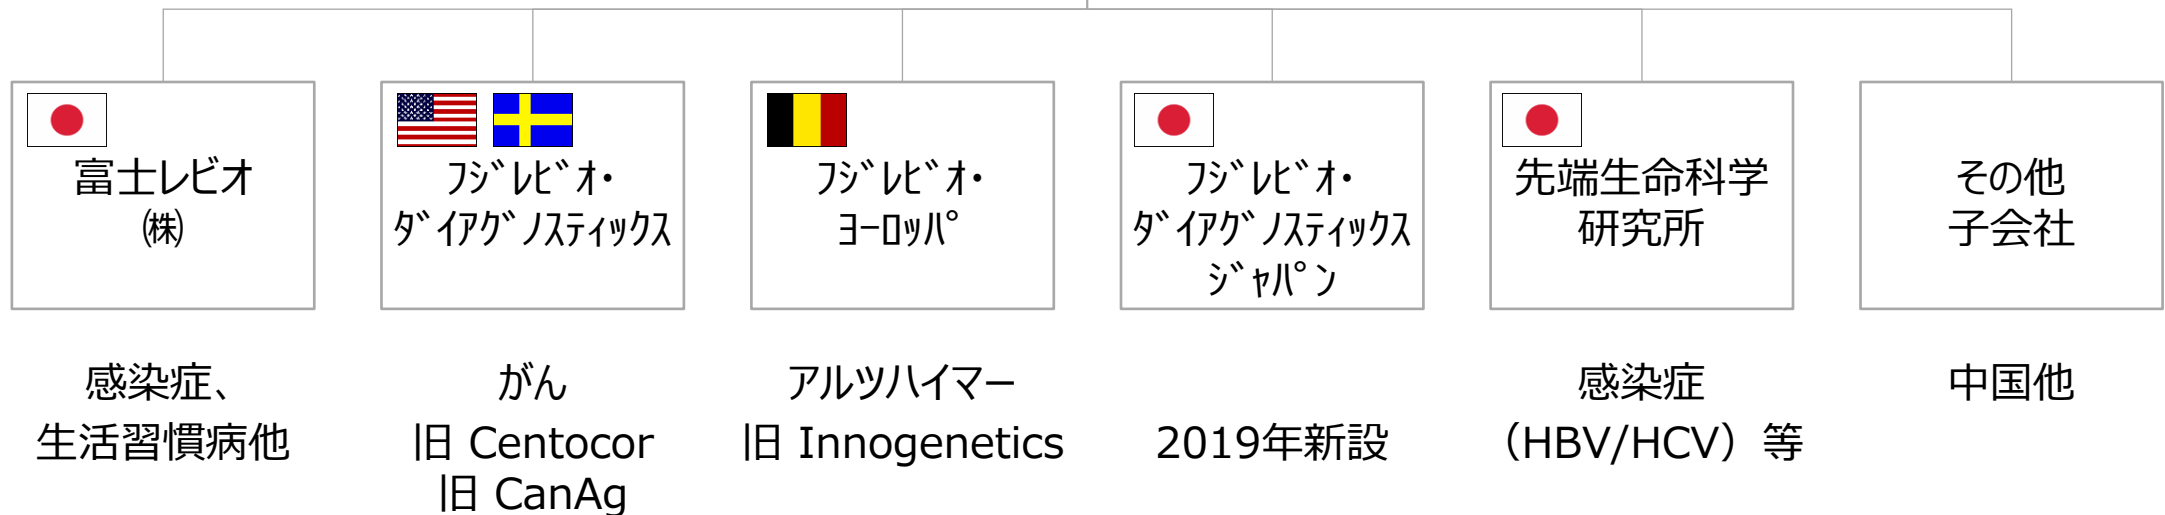 富士レビオ
㈱
フジレビオ・
ダイアグノスティックス
フジレビオ・
ヨーロッパ
フジレビオ・
ダイアグノスティックス
ジャパン
先端生命科学
研究所
その他
子会社
感染症、
生活習慣病他
がん
旧 Centocor
旧 CanAg
アルツハイマー
旧 Innogenetics
2019年新設
感染症
（HBV/HCV）等
中国他